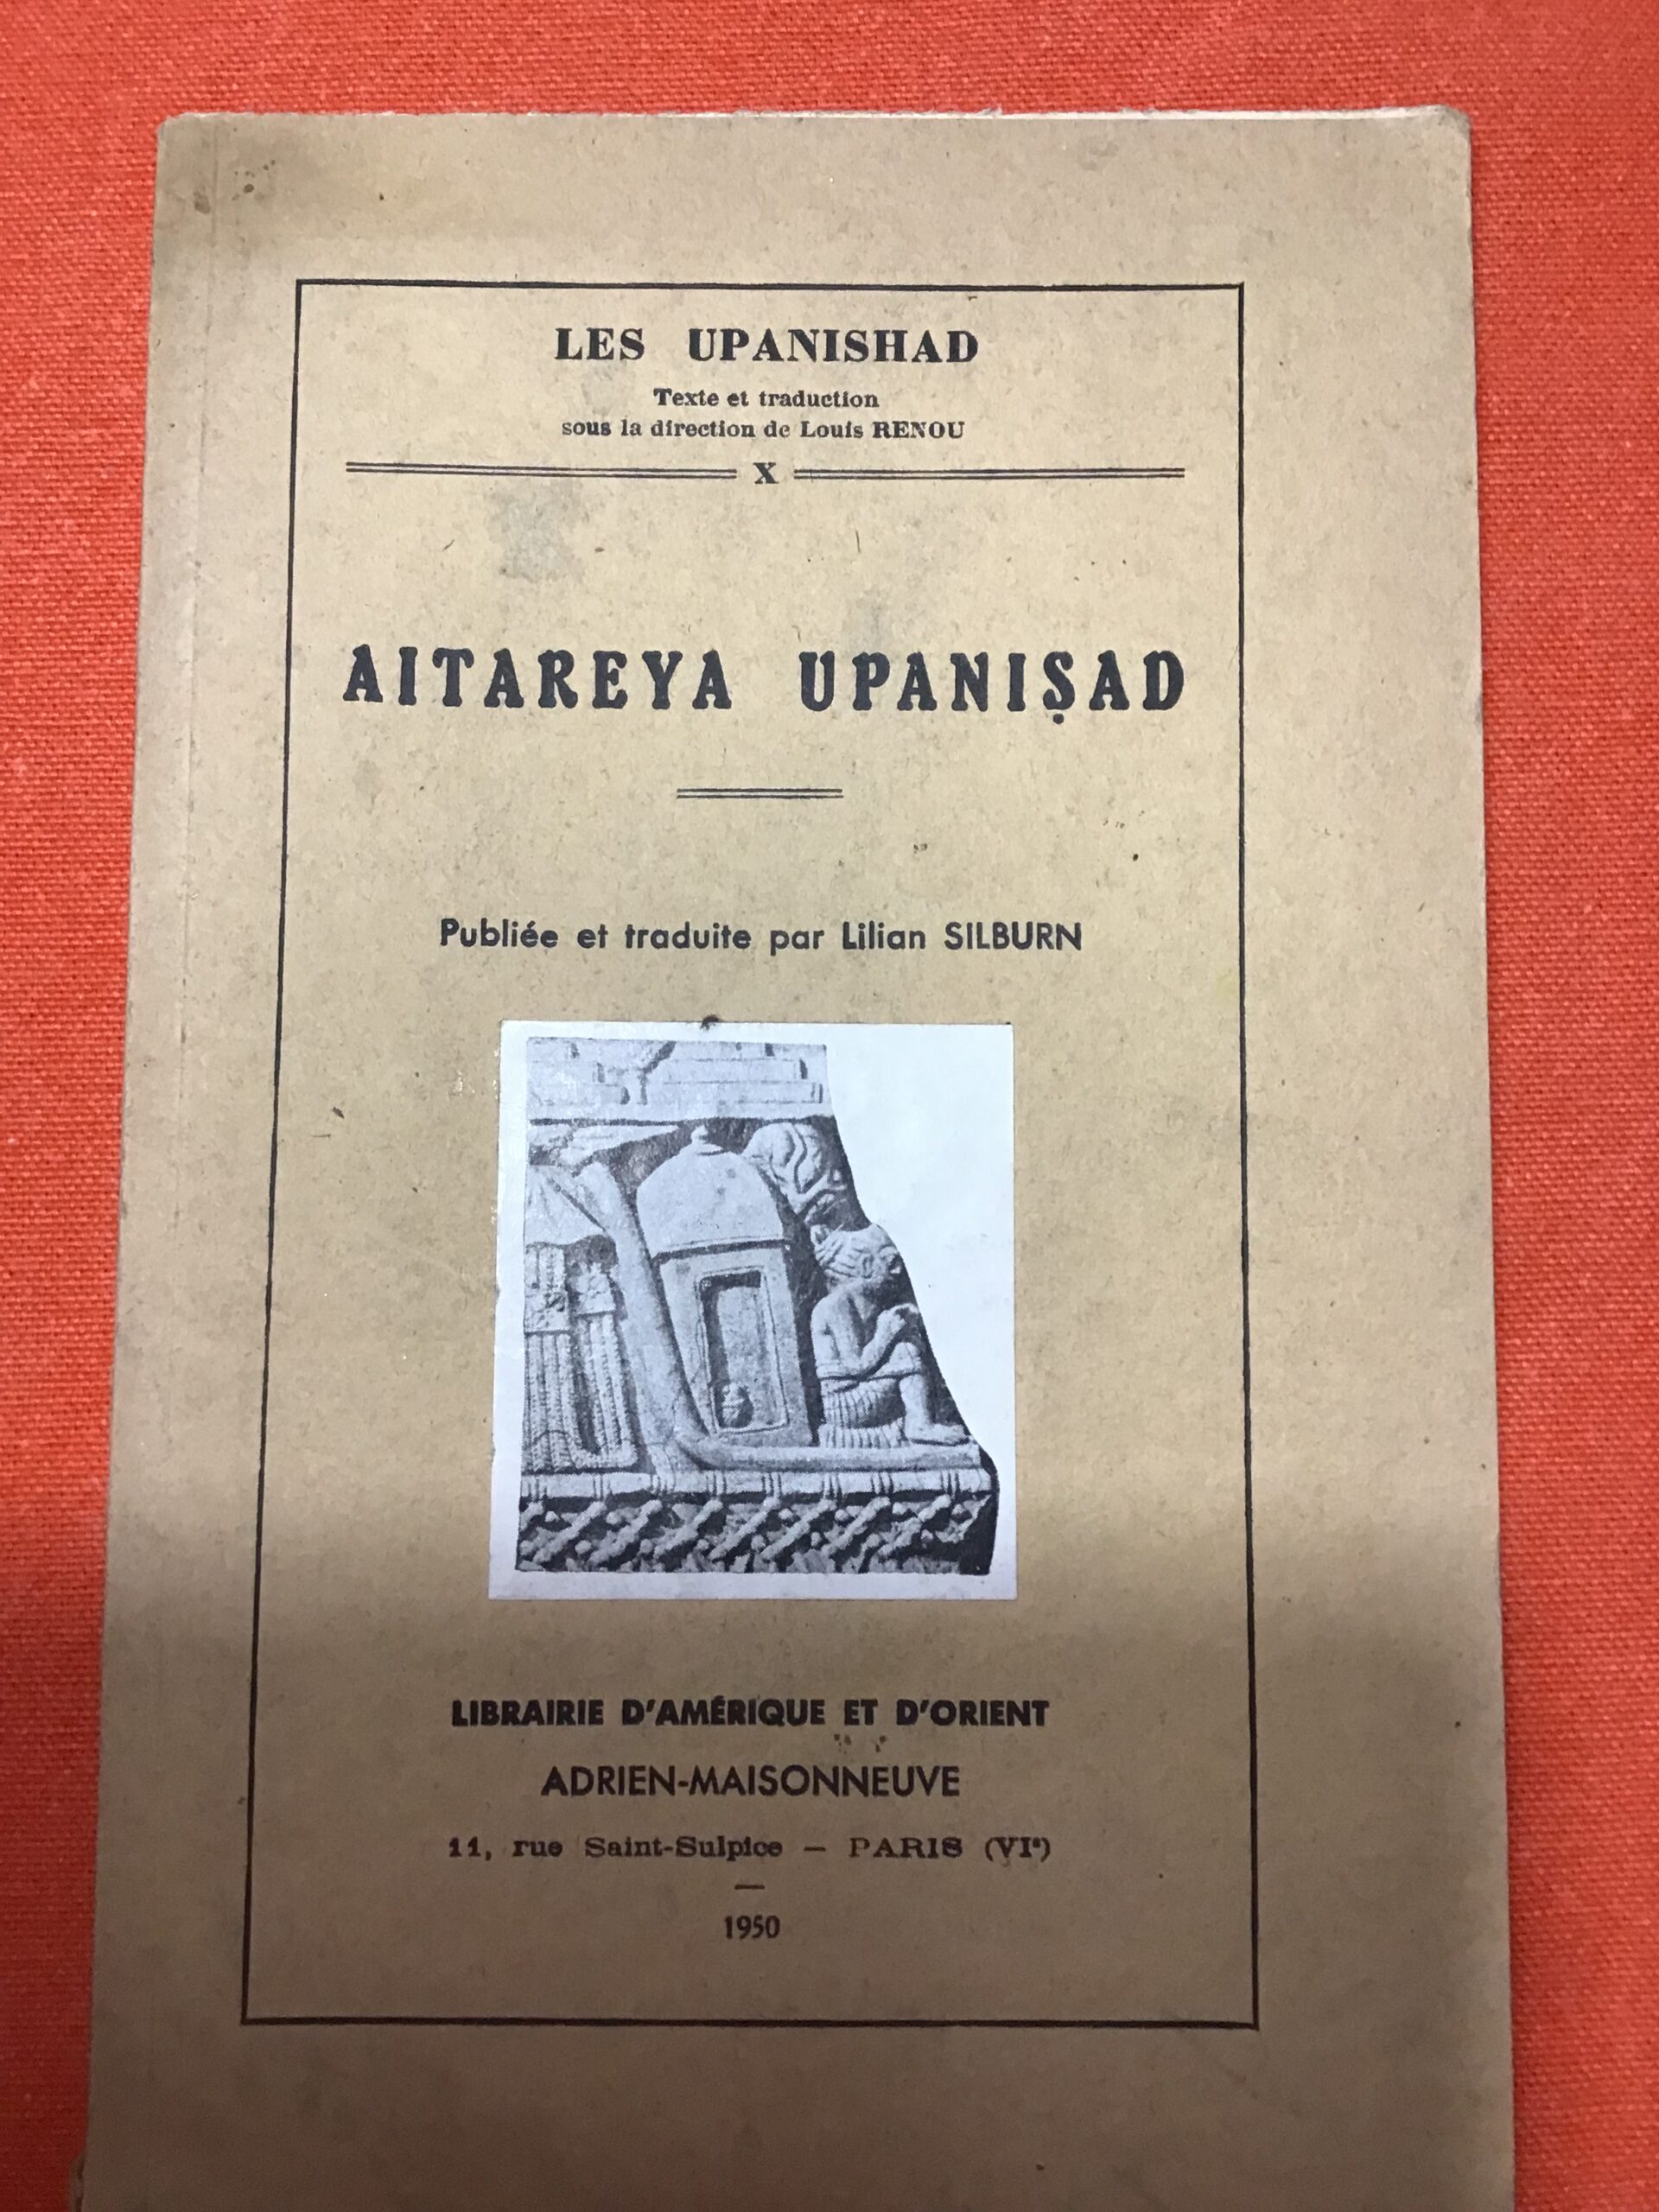 LES UPANISHAD
Texte et traduction
sous la direction de Louis RENOU
X
AITAREYA UPANIṢAD
Publiée et traduite par Lilian SILBURN
LIBRAIRIE D'AMÉRIQUE ET D'ORIENT
ADRIEN-MAISONNEUVE
11, rue Saint-Sulpice — PARIS (VIe)
1950